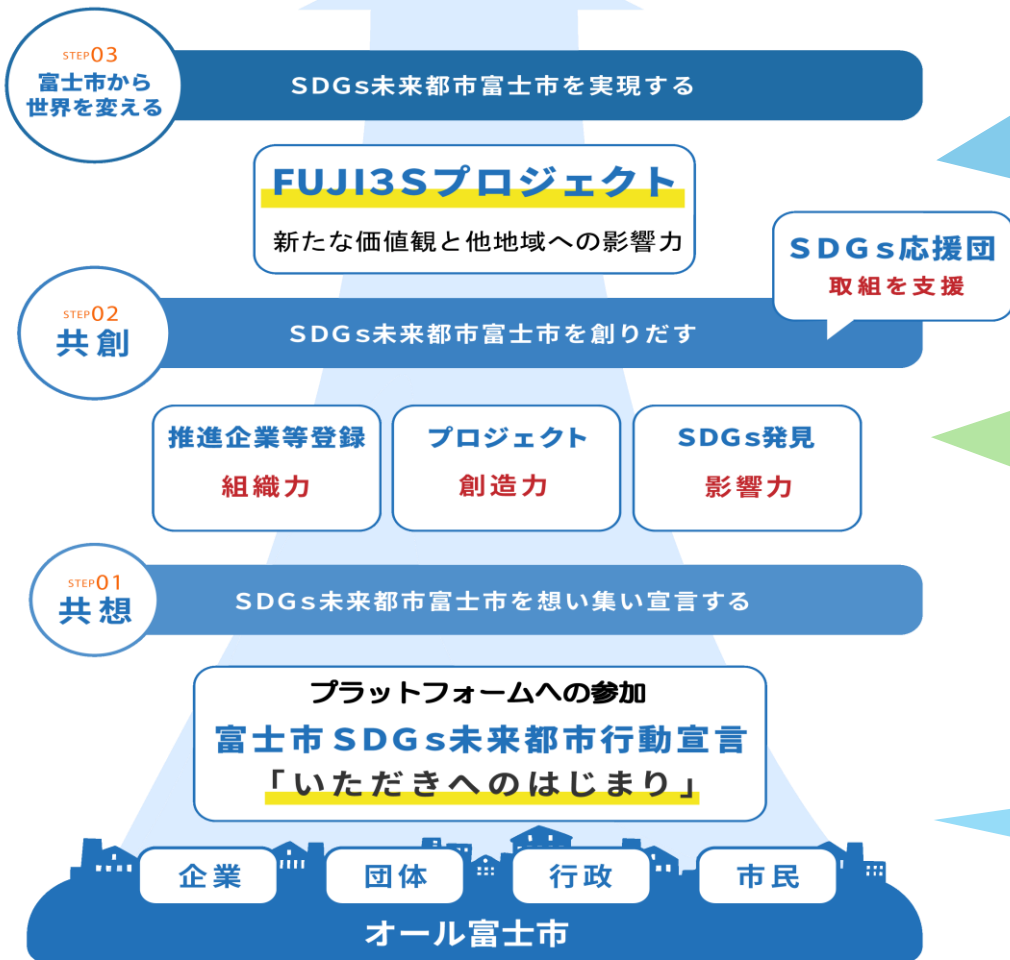 STEP03
富士市から
世界を変える
SDGs未来都市富士市を実現する
FUJI3Sプロジェクト
新たな価値観と他地域への影響力
SDGs応援団
取組を支援
STEP02
共創
SDGs未来都市富士市を創りだす
推進企業等登録
組織力
プロジェクト
創造力
SDGs発見
影響力
STEP01
共想
SDGs未来都市富士市を想い集い宣言する
プラットフォームへの参加
富士市SDGs未来都市行動宣言
「いただきへのはじまり」
企業
団体
行政
市民
オール富士市